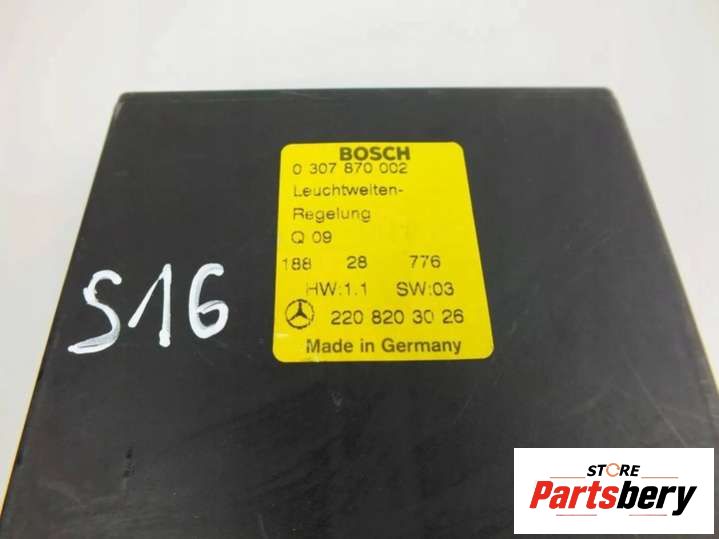 BOSCH
0 307 870 002
Leuchtweiten-
Regelung
Q 09
188 28 776
HW:1.1 SW:03
220 820 30 26
Made in Germany
S16
STORE
Partsbery